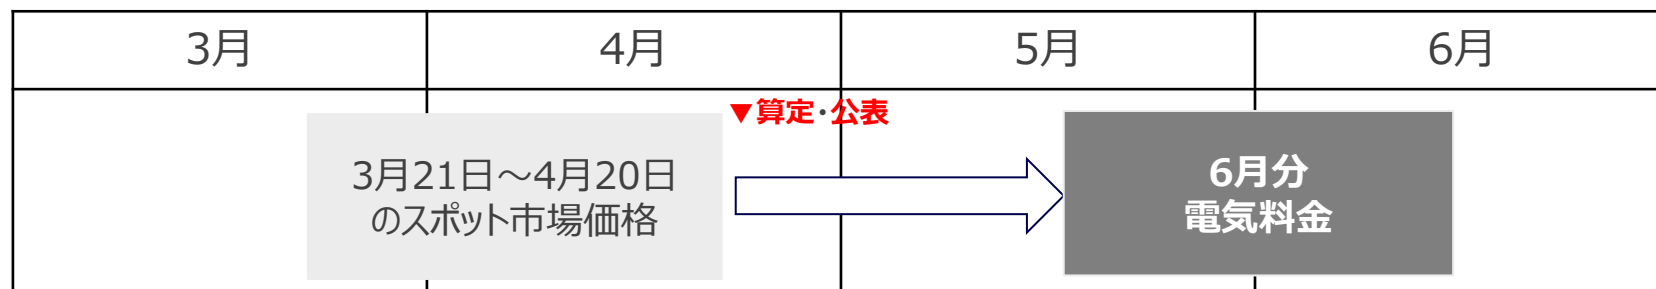 3月 4月 5月 6月
▼算定・公表
3月21日～4月20日
のスポット市場価格
6月分
電気料金